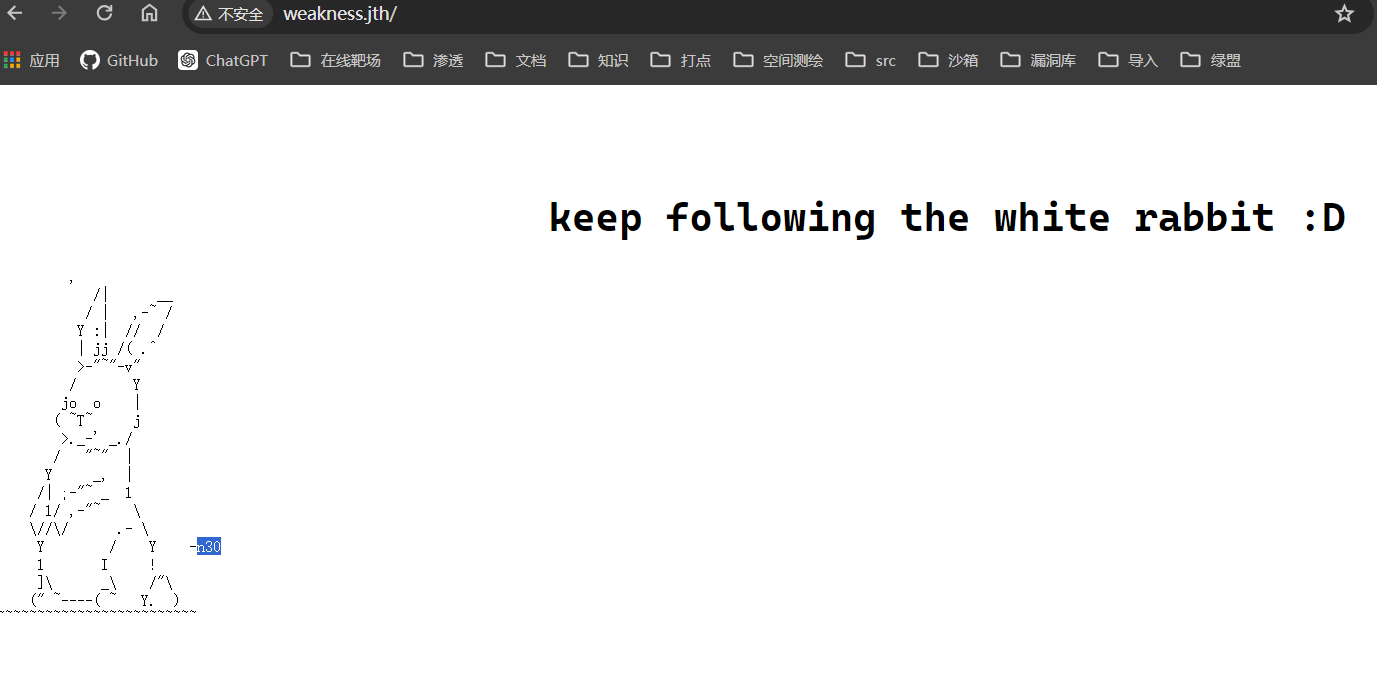 不安全 weakness.jth/
应用 GitHub ChatGPT 在线靶场 渗透 文档 知识 打点 空间测绘 src 沙箱 漏洞库 导入 绿盟
keep following the white rabbit :D
-n30